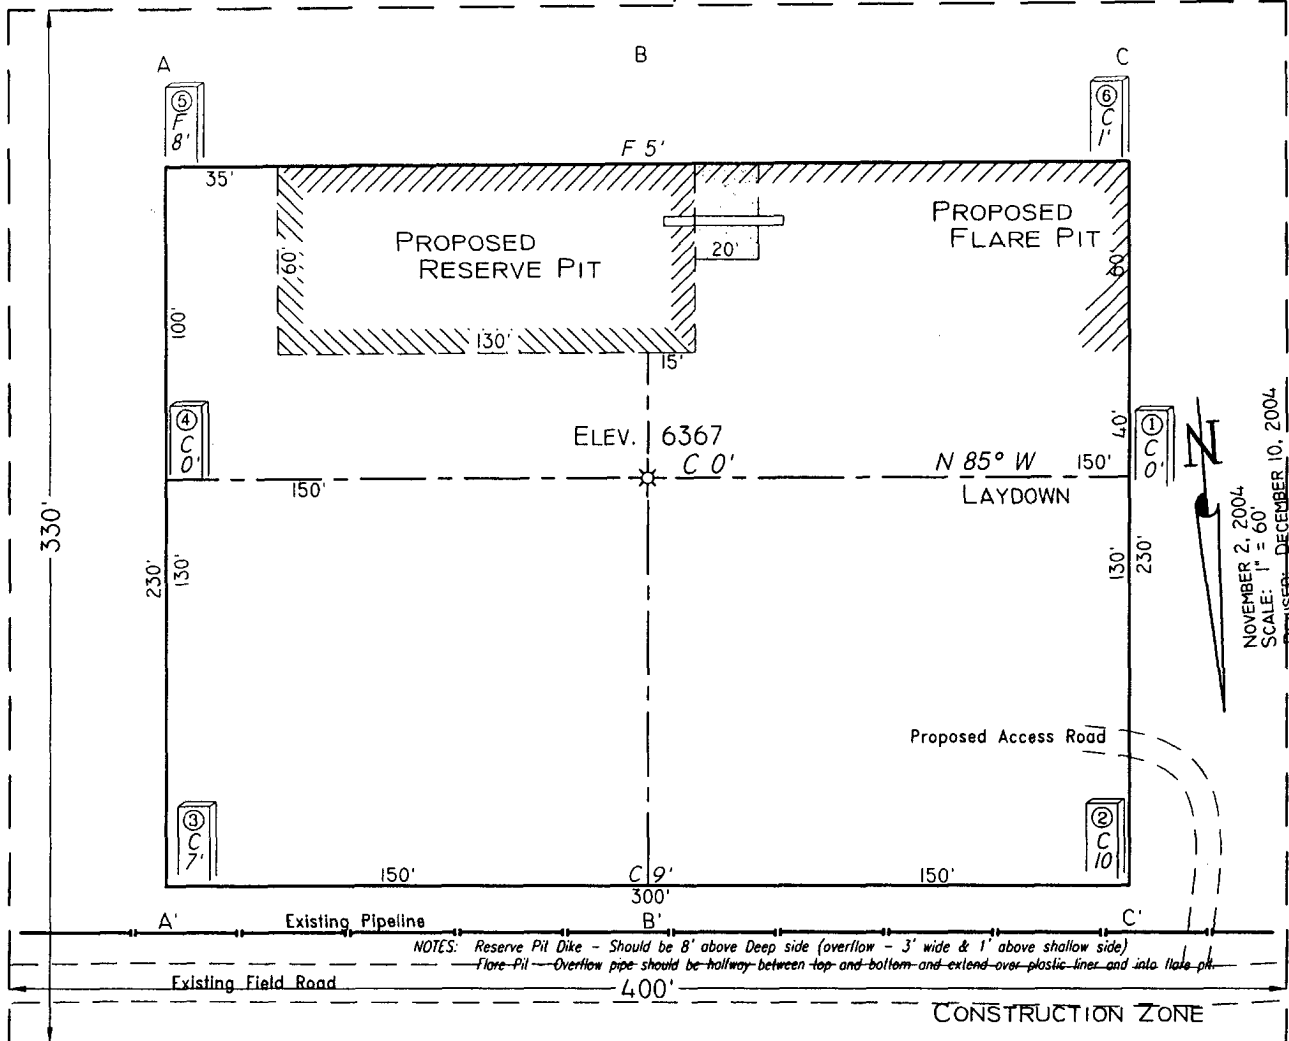 A
B
C
⑤
F
8'
⑥
C
1'
F 5'
35'
PROPOSED
RESERVE PIT
PROPOSED
FLARE PIT
60'
20'
60'
100'
130'
15'
④
C
0'
①
C
0'
40'
ELEV. 6367
C 0'
N 85° W
150'
150'
LAYDOWN
N
330'
230'
130'
130'
230'
NOVEMBER 2, 2004
SCALE: 1" = 60'
REVISED: DECEMBER 10, 2004
Proposed Access Road
③
C
7'
②
C
10
150'
C 9'
150'
300'
A'
Existing Pipeline
B'
C'
NOTES: Reserve Pit Dike - Should be 8' above Deep side (overflow - 3' wide & 1' above shallow side)
Flare Pit - Overflow pipe should be halfway between top and bottom and extend over plastic liner and into flare pit.
Existing Field Road
400'
CONSTRUCTION ZONE